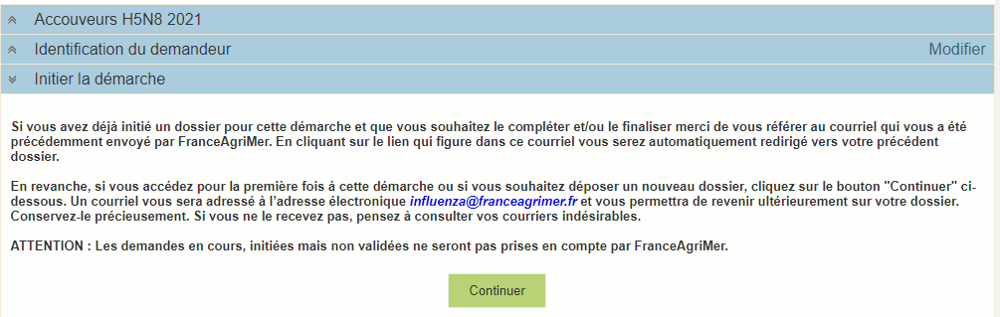 Accouveurs H5N8 2021
Identification du demandeur Modifier
Initier la démarche
Si vous avez déjà initié un dossier pour cette démarche et que vous souhaitez le compléter et/ou le finaliser merci de vous référer au courriel qui vous a été
précédemment envoyé par FranceAgriMer. En cliquant sur le lien qui figure dans ce courriel vous serez automatiquement redirigé vers votre précédent
dossier.
En revanche, si vous accédez pour la première fois à cette démarche ou si vous souhaitez déposer un nouveau dossier, cliquez sur le bouton "Continuer" ci-
dessous. Un courriel vous sera adressé à l'adresse électronique influenza@franceagrimer.fr et vous permettra de revenir ultérieurement sur votre dossier.
Conservez-le précieusement. Si vous ne le recevez pas, pensez à consulter vos courriers indésirables.
ATTENTION : Les demandes en cours, initiées mais non validées ne seront pas prises en compte par FranceAgriMer.
Continuer